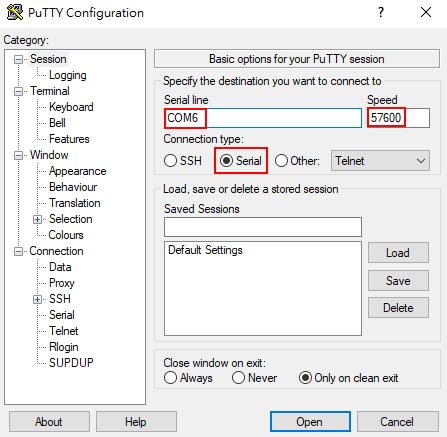 PuTTY Configuration
Category:
Session
Logging
Terminal
Keyboard
Bell
Features
Window
Appearance
Behaviour
Translation
Selection
Colours
Connection
Data
Proxy
SSH
Serial
Telnet
Rlogin
SUPDUP
Basic options for your PuTTY session
Specify the destination you want to connect to
Serial line Speed
COM6 57600
Connection type:
SSH Serial Other: Telnet
Load, save or delete a stored session
Saved Sessions
Default Settings
Load
Save
Delete
Close window on exit:
Always Never Only on clean exit
About Help Open Cancel